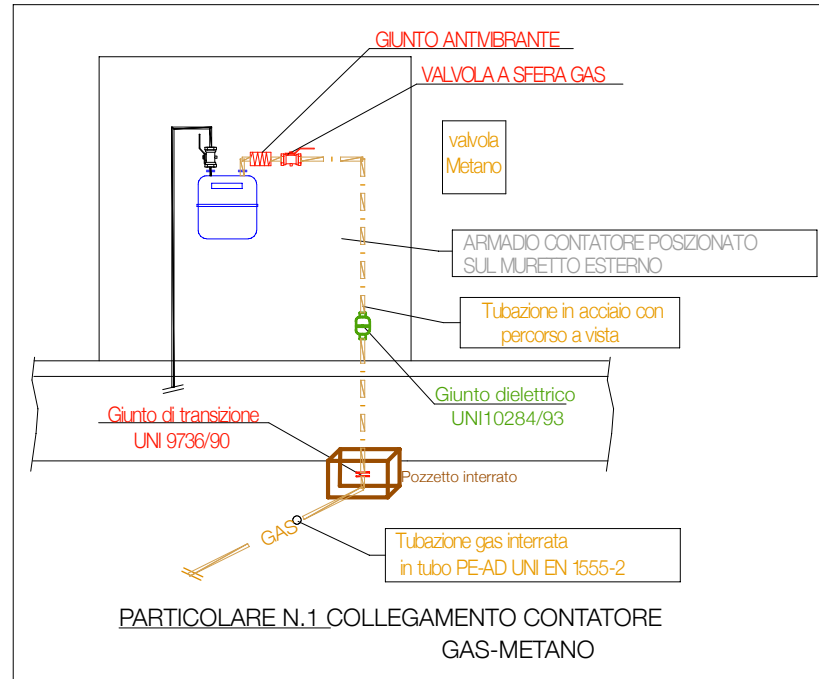 GIUNTO ANTIVIBRANTE
VALVOLA A SFERA GAS
valvola
Metano
ARMADIO CONTATORE POSIZIONATO
SUL MURETTO ESTERNO
Tubazione in acciaio con
percorso a vista
Giunto dielettrico
UNI10284/93
Giunto di transizione
UNI 9736/90
Pozzetto interrato
GAS
Tubazione gas interrata
in tubo PE-AD UNI EN 1555-2
PARTICOLARE N.1 COLLEGAMENTO CONTATORE
GAS-METANO